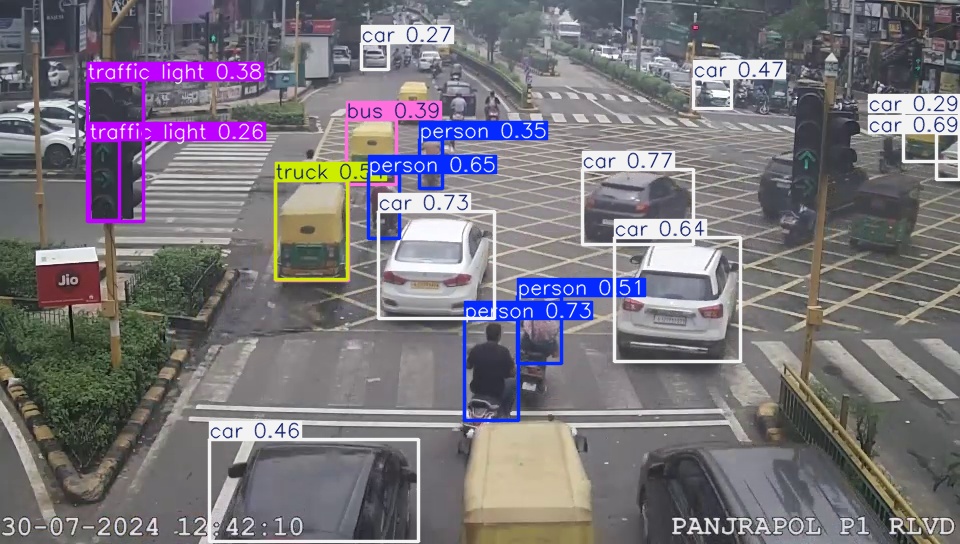 car 0.27
traffic light 0.38
car 0.47
bus 0.39
car 0.29
traffic light 0.26
person 0.35
car 0.69
truck 0.5
person 0.65
car 0.77
car 0.73
car 0.64
Jio
person 0.51
person 0.73
car 0.46
30-07-2024 12:42:10
PANJRAPOL P1 RLVD